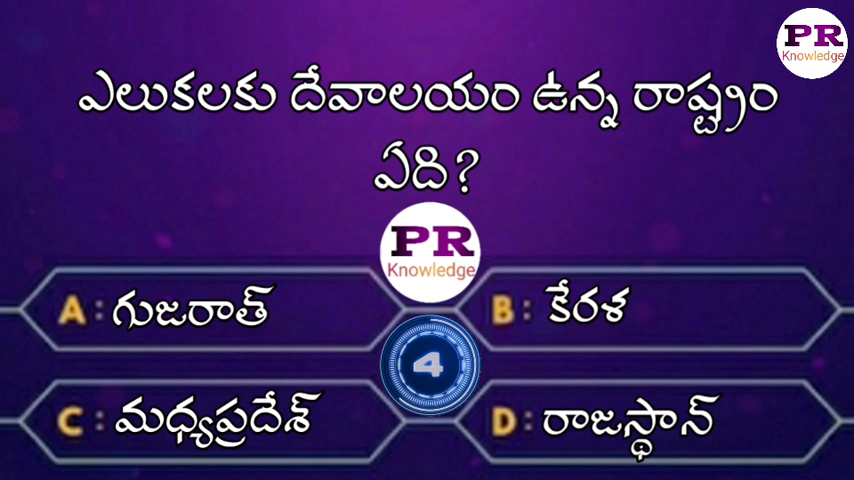 PR
Knowledge
ఎలుకలకు దేవాలయం ఉన్న రాష్ట్రం
ఏది?
PR
Knowledge
A : గుజరాత్
B : కేరళ
4
C : మధ్యప్రదేశ్
D : రాజస్థాన్